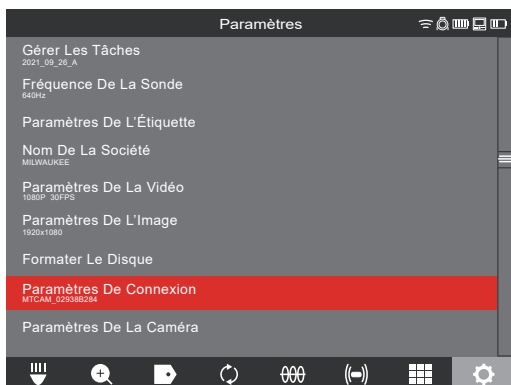 Paramètres
Gérer Les Tâches
2021_09_26_A
Fréquence De La Sonde
640Hz
Paramètres De L'Étiquette
Nom De La Société
MILWAUKEE
Paramètres De La Vidéo
1080P 30FPS
Paramètres De L'Image
1920x1080
Formater Le Disque
Paramètres De Connexion
MTCAM_02938B284
Paramètres De La Caméra